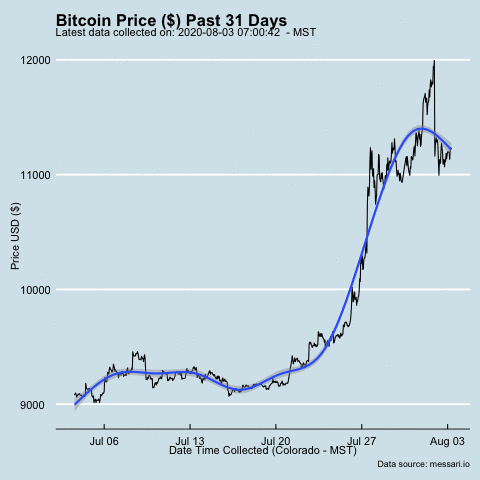 Bitcoin Price ($) Past 31 Days
Latest data collected on: 2020-08-03 07:00:42 - MST
12000
11000
10000
9000
Price USD ($)
Jul 06 Jul 13 Jul 20 Jul 27 Aug 03
Date Time Collected (Colorado - MST)
Data source: messari.io